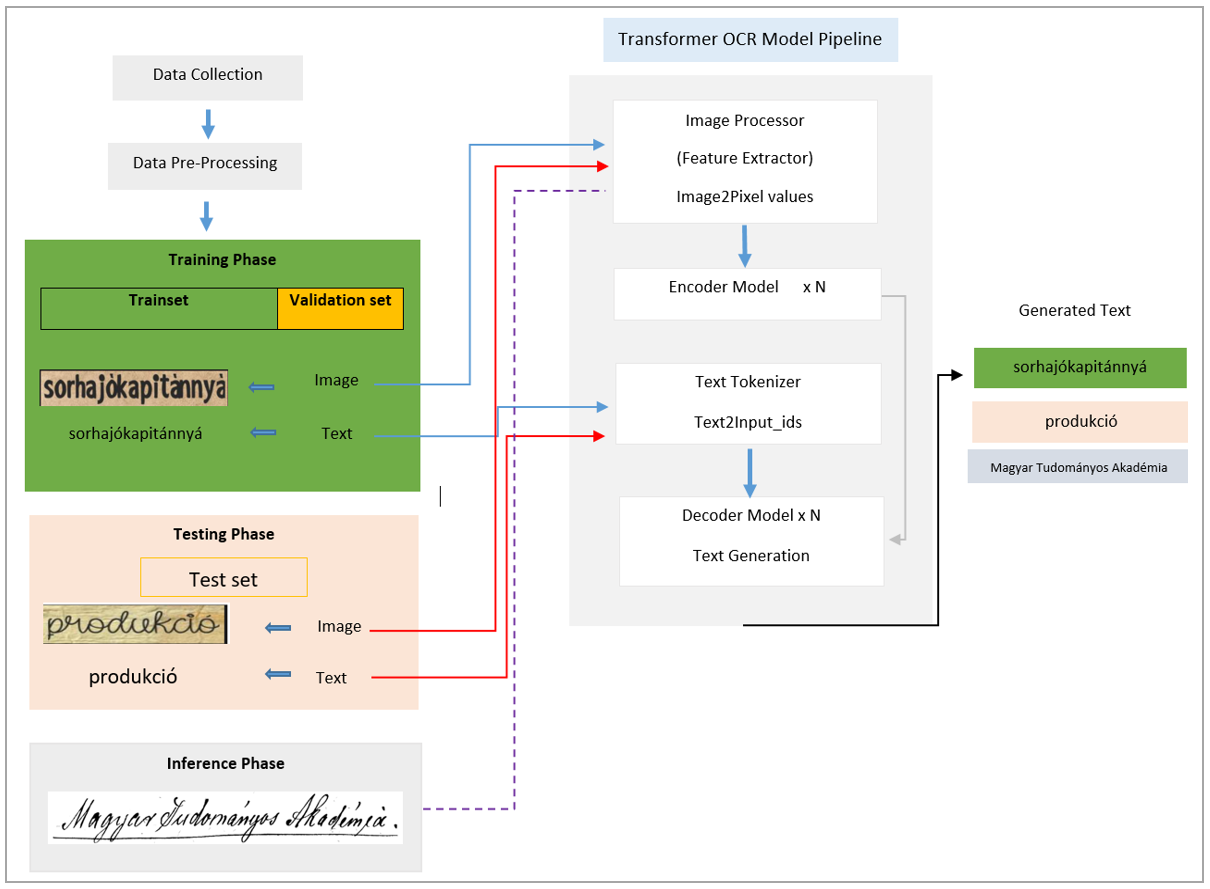 Transformer OCR Model Pipeline
Data Collection
Data Pre-Processing
Training Phase
Trainset
Validation set
sorhajòkapitànnyà
Image
sorhajókapitánnyá
Text
Testing Phase
Test set
produkció
Image
produkció
Text
Inference Phase
Magyar Tudományos Akadémia.
Image Processor
(Feature Extractor)
Image2Pixel values
Encoder Model x N
Text Tokenizer
Text2Input_ids
Decoder Model x N
Text Generation
Generated Text
sorhajókapitánnyá
produkció
Magyar Tudományos Akadémia